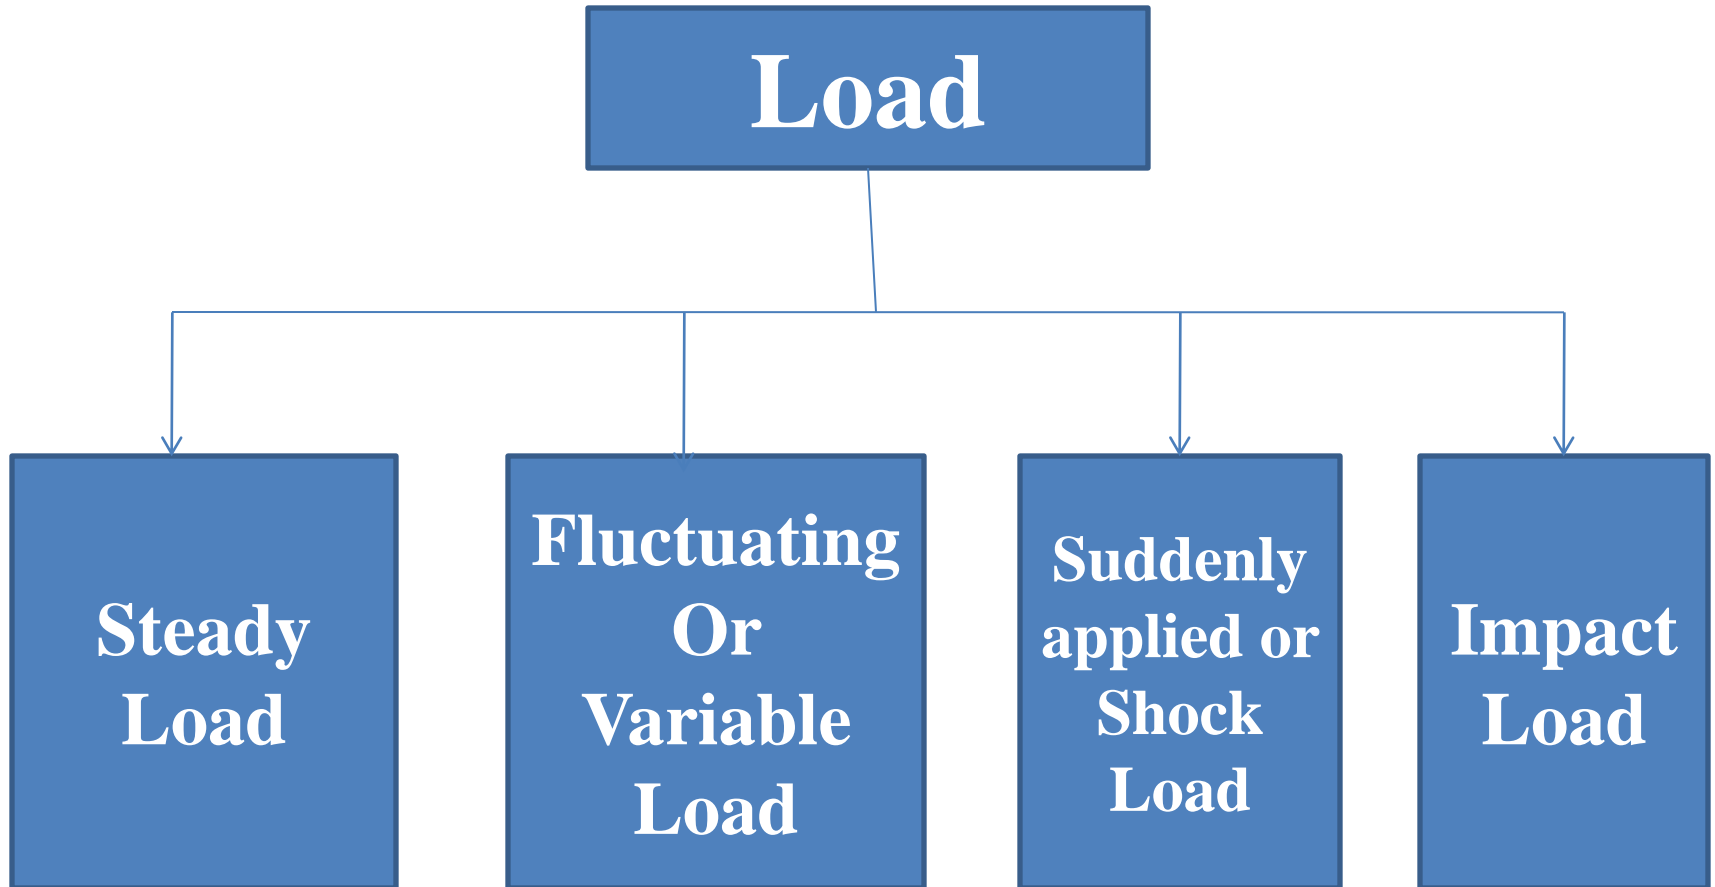 Load
Steady
Load
Fluctuating
Or
Variable
Load
Suddenly
applied or
Shock
Load
Impact
Load